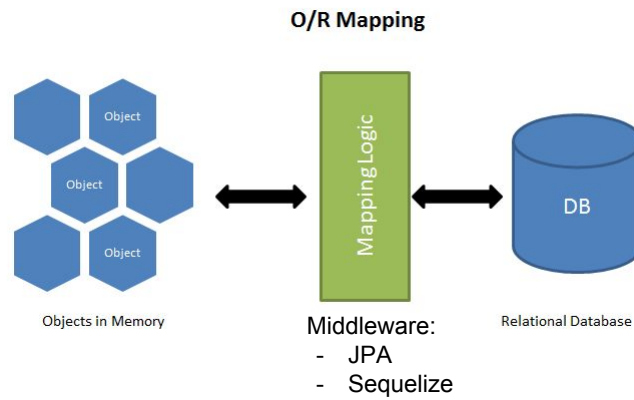 O/R Mapping
Object
Object
Object
Mapping Logic
DB
Objects in Memory
Relational Database
Middleware:
- JPA
- Sequelize